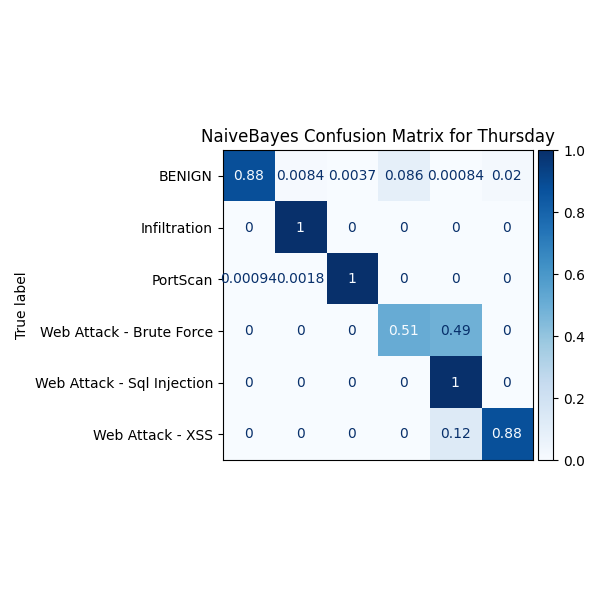 NaiveBayes Confusion Matrix for Thursday
True label
BENIGN 0.88 0.0084 0.0037 0.086 0.00084 0.02
Infiltration 0 1 0 0 0 0
PortScan 0.00094 0.0018 1 0 0 0
Web Attack - Brute Force 0 0 0 0.51 0.49 0
Web Attack - Sql Injection 0 0 0 0 1 0
Web Attack - XSS 0 0 0 0 0.12 0.88
1.0
0.8
0.6
0.4
0.2
0.0